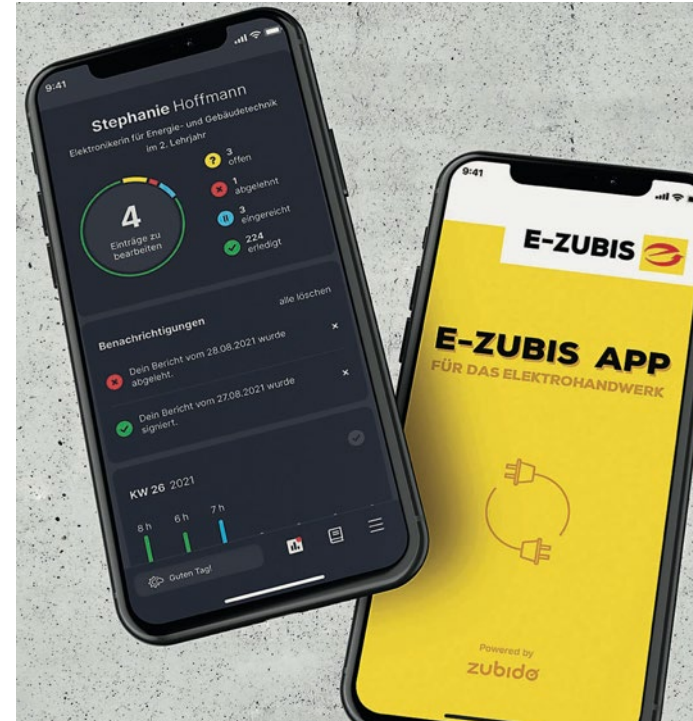 9:41
Stephanie Hoffmann
Elektronikerin für Energie- und Gebäudetechnik
im 2. Lehrjahr
4
Einträge zu
bearbeiten
?
3
offen
1
abgelehnt
3
eingereicht
224
erledigt
Benachrichtigungen
alle löschen
Dein Bericht vom 28.08.2021 wurde
abgeleht.
Dein Bericht vom 27.08.2021 wurde
signiert.
KW 26 2021
8 h
6 h
7 h
Guten Tag!
9:41
E-ZUBIS
E-ZUBIS APP
FÜR DAS ELEKTROHANDWERK
Powered by
zubido